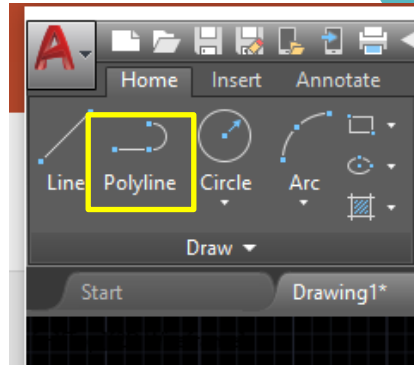 Home Insert Annotate
Line Polyline Circle Arc
Draw
Start Drawing1*